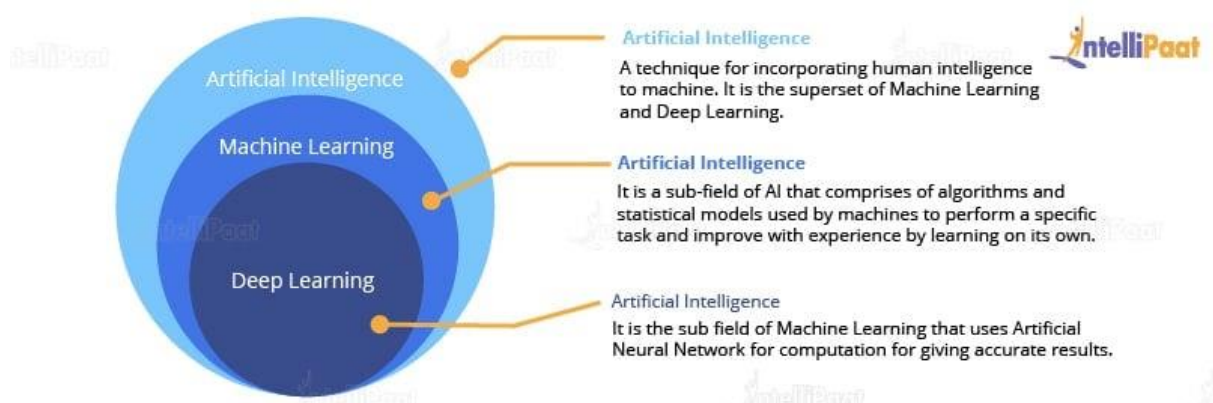 Artificial Intelligence
Machine Learning
Deep Learning
Artificial Intelligence
A technique for incorporating human intelligence
to machine. It is the superset of Machine Learning
and Deep Learning.
Artificial Intelligence
It is a sub-field of AI that comprises of algorithms and
statistical models used by machines to perform a specific
task and improve with experience by learning on its own.
Artificial Intelligence
It is the sub field of Machine Learning that uses Artificial
Neural Network for computation for giving accurate results.
IntelliPaat